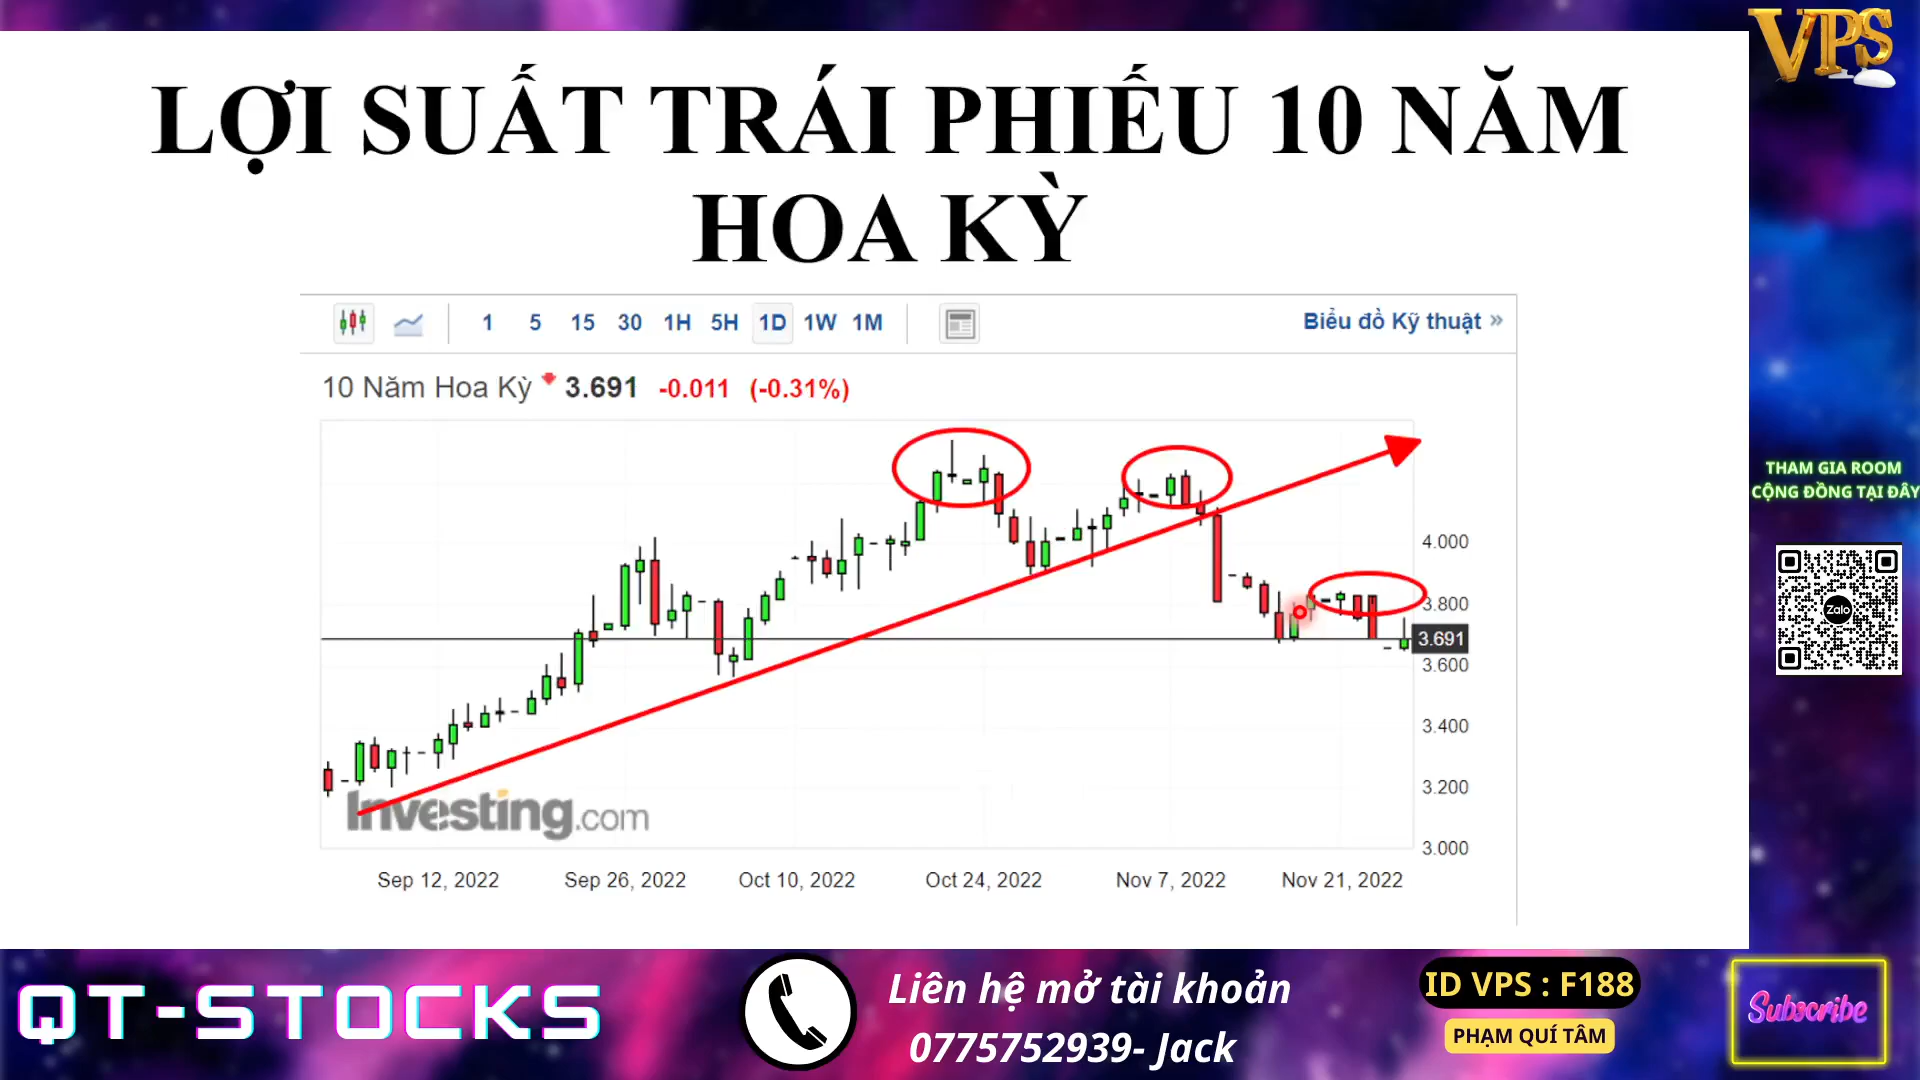 VPS
LỢI SUẤT TRÁI PHIẾU 10 NĂM
HOA KỲ
1 5 15 30 1H 5H 1D 1W 1M
Biểu đồ Kỹ thuật »
10 Năm Hoa Kỳ 3.691 -0.011 (-0.31%)
4.000
3.800
3.691
3.600
3.400
3.200
3.000
Investing.com
Sep 12, 2022 Sep 26, 2022 Oct 10, 2022 Oct 24, 2022 Nov 7, 2022 Nov 21, 2022
THAM GIA ROOM
CỘNG ĐỒNG TẠI ĐÂY
Zalo
QT-STOCKS
Liên hệ mở tài khoản
0775752939- Jack
ID VPS : F188
PHẠM QUÍ TÂM
Subscribe